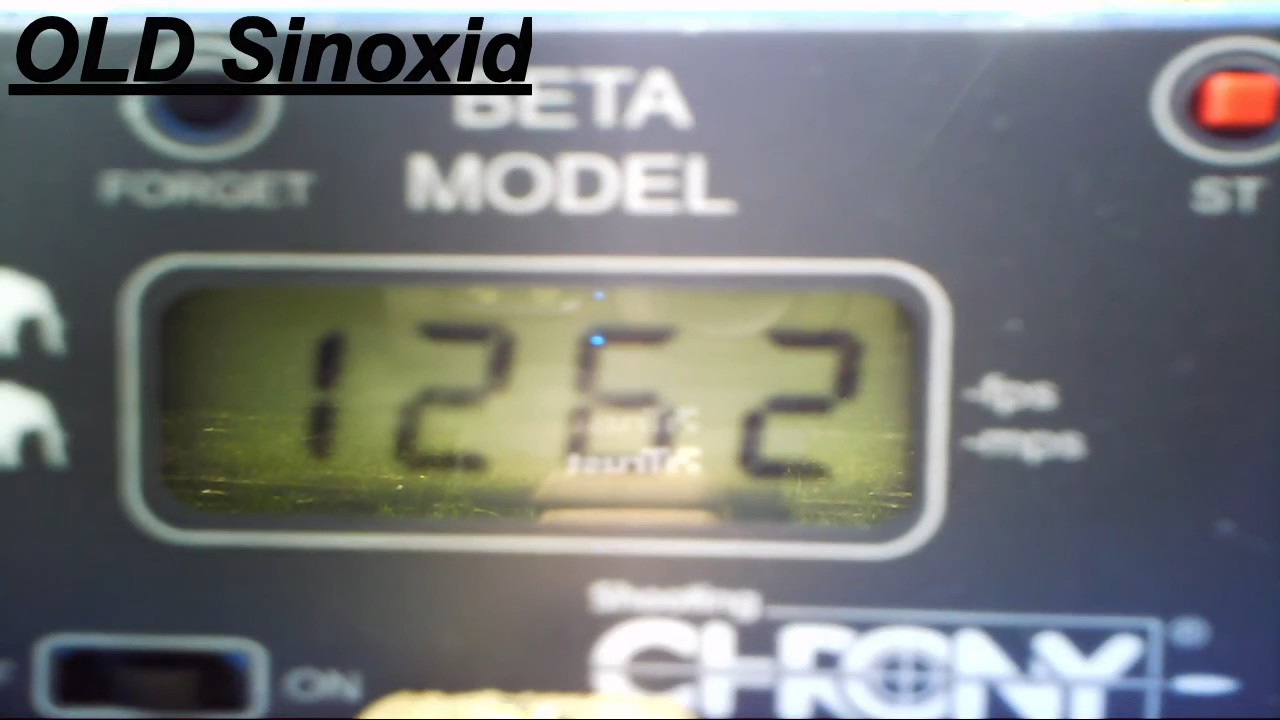 OLD Sinoxid
BETA
MODEL
FORGET
ST
1262
-fps
-mps
Shooting
CHRONY®
ON